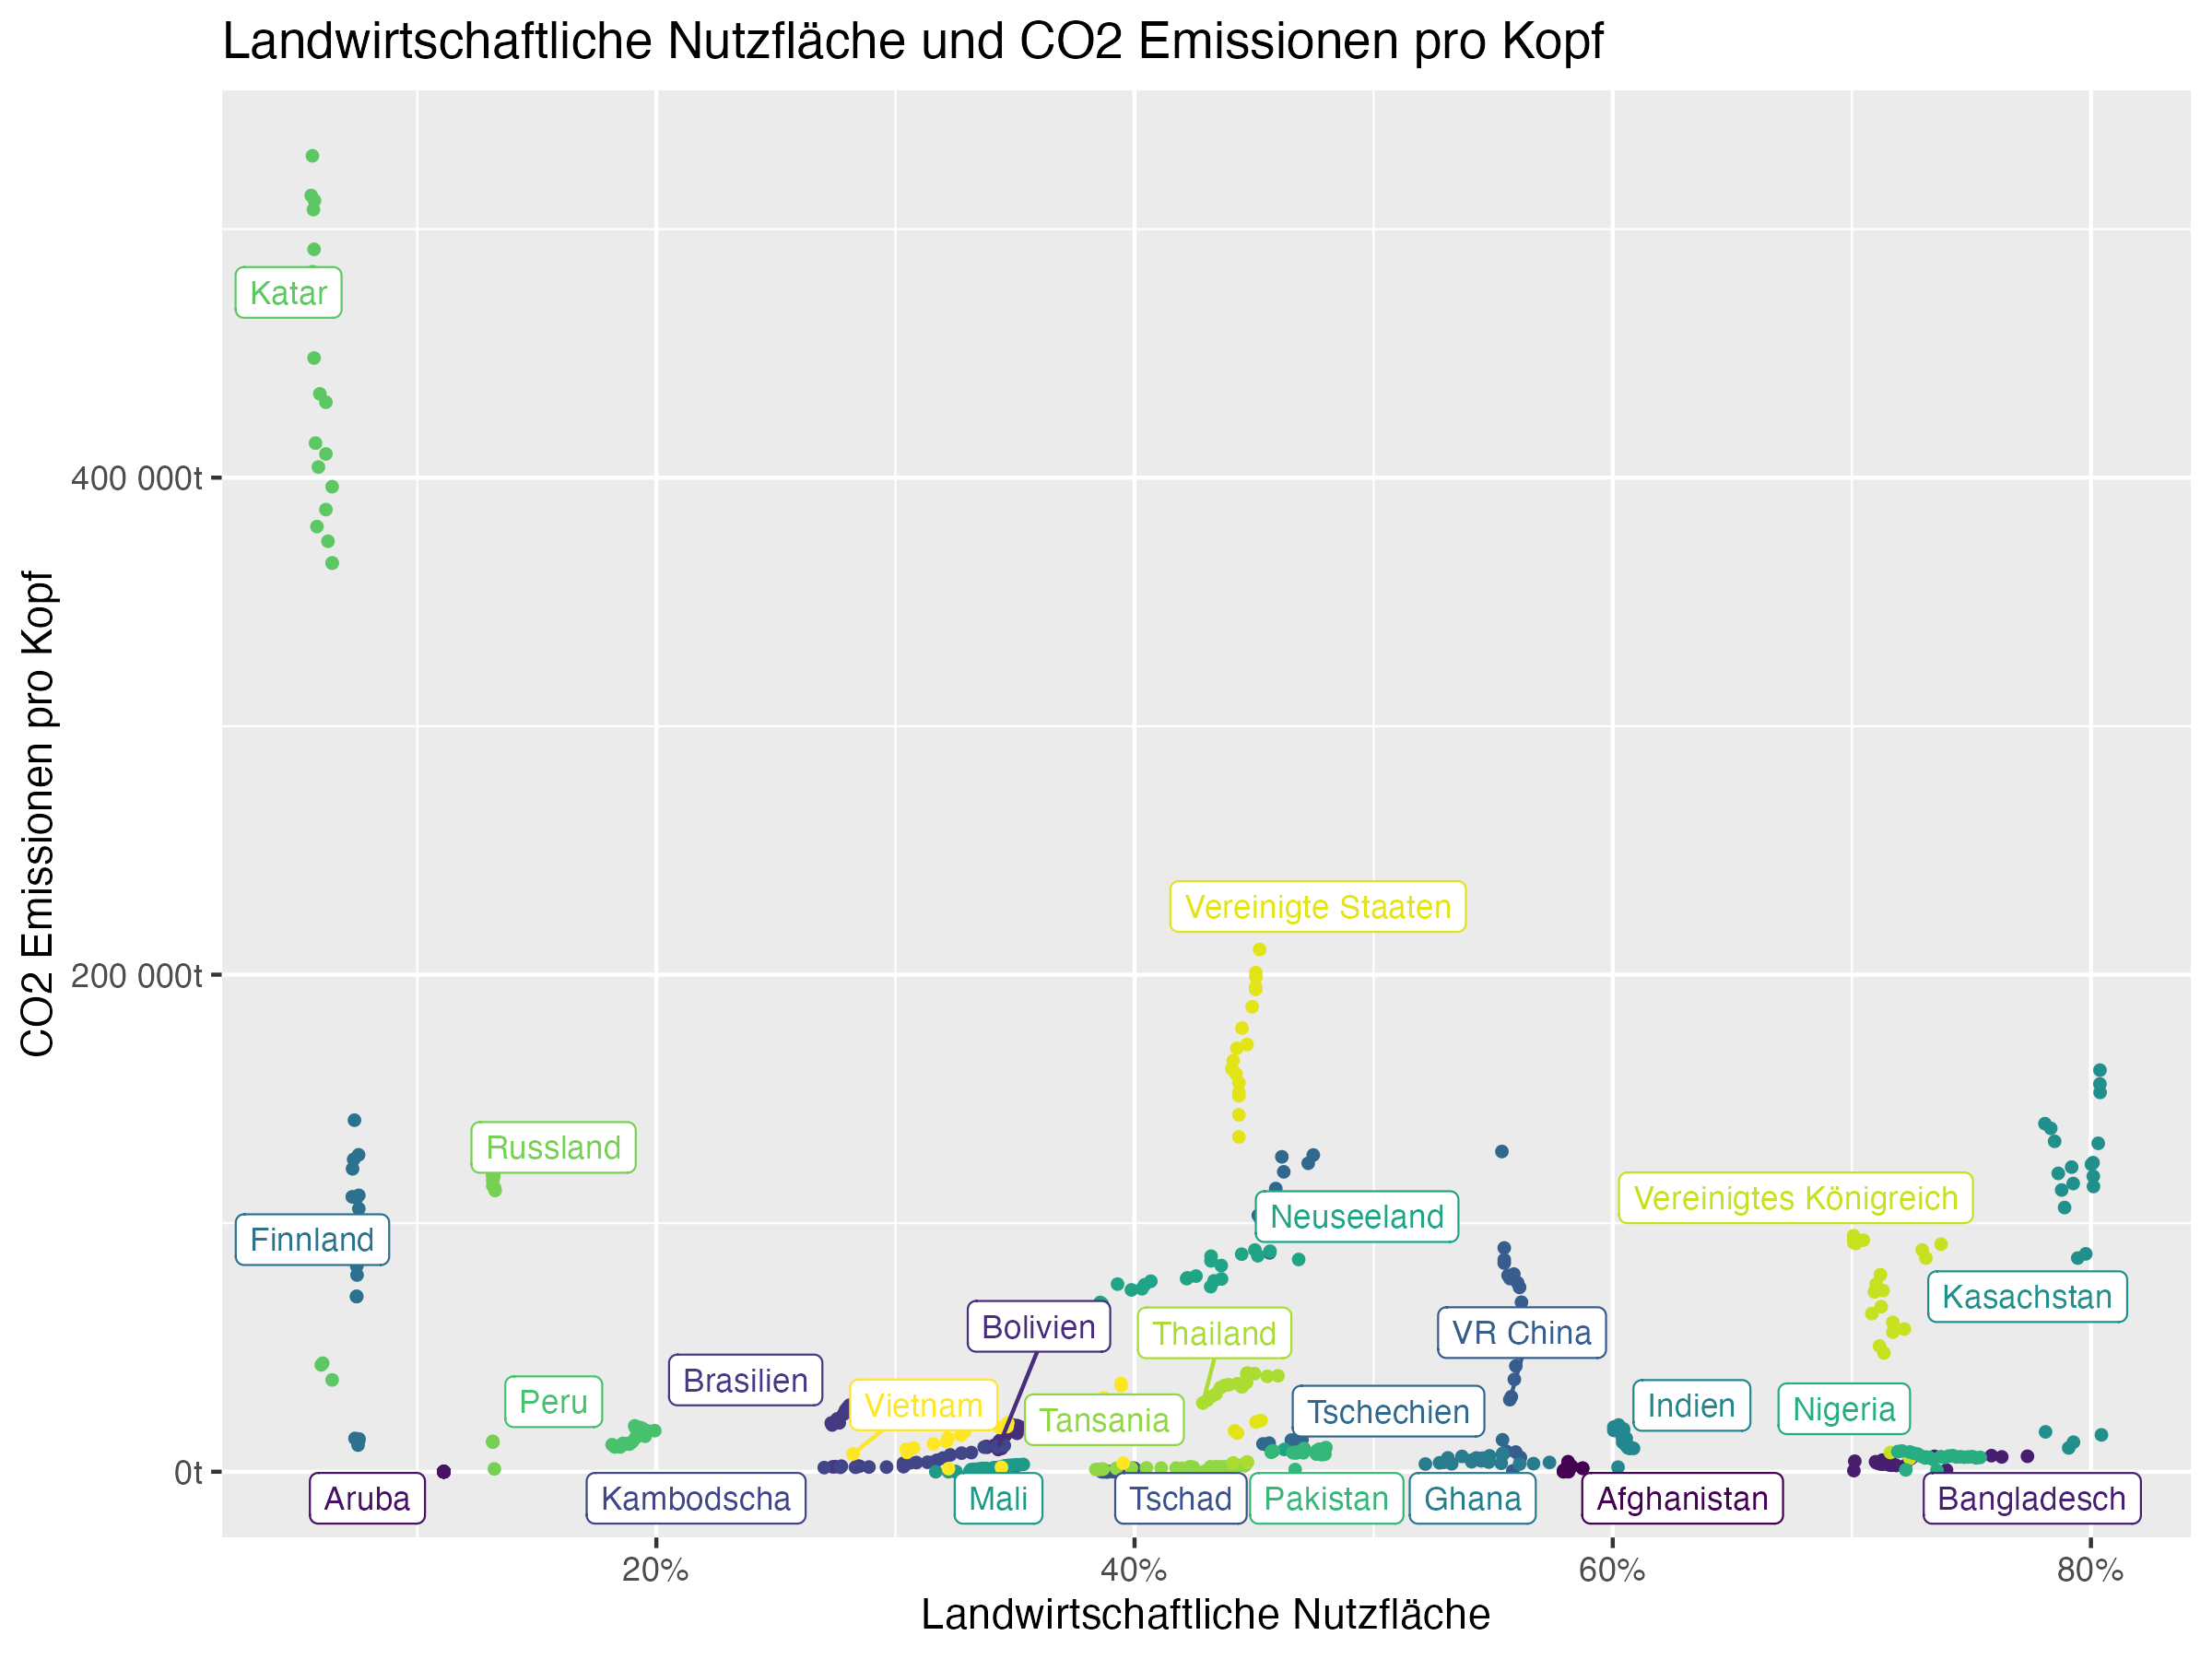 Landwirtschaftliche Nutzfläche und CO2 Emissionen pro Kopf
CO2 Emissionen pro Kopf
400 000t
200 000t
0t
Katar
Vereinigte Staaten
Russland
Vereinigtes Königreich
Neuseeland
Finnland
Kasachstan
Bolivien
Thailand
VR China
Brasilien
Peru
Vietnam
Tansania
Tschechien
Indien
Nigeria
Aruba
Kambodscha
Mali
Tschad
Pakistan
Ghana
Afghanistan
Bangladesch
20%
40%
60%
80%
Landwirtschaftliche Nutzfläche